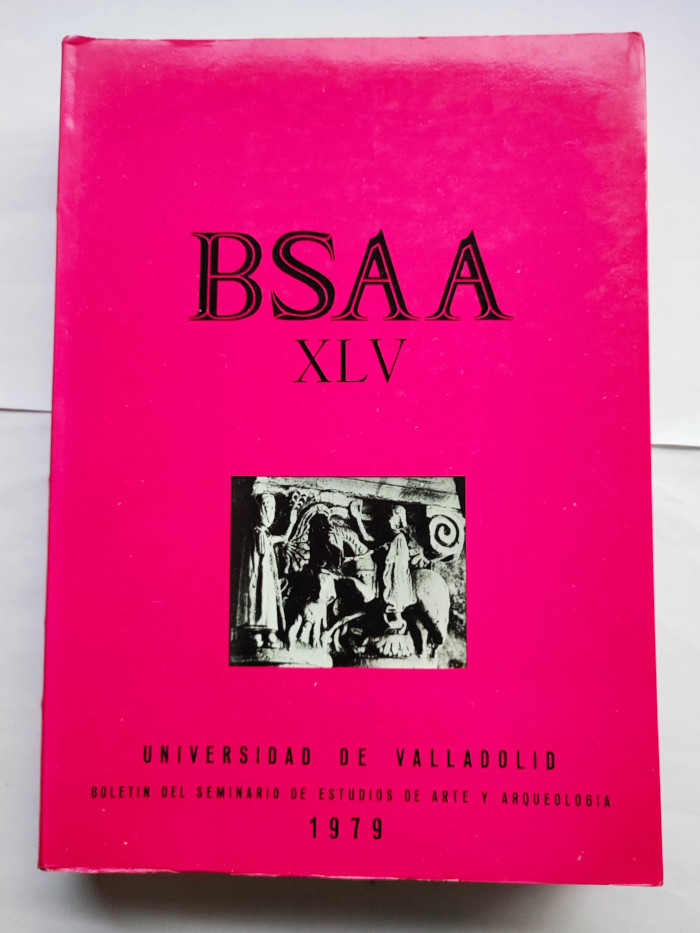 BSAA
XLV
UNIVERSIDAD DE VALLADOLID
BOLETIN DEL SEMINARIO DE ESTUDIOS DE ARTE Y ARQUEOLOGIA
1979